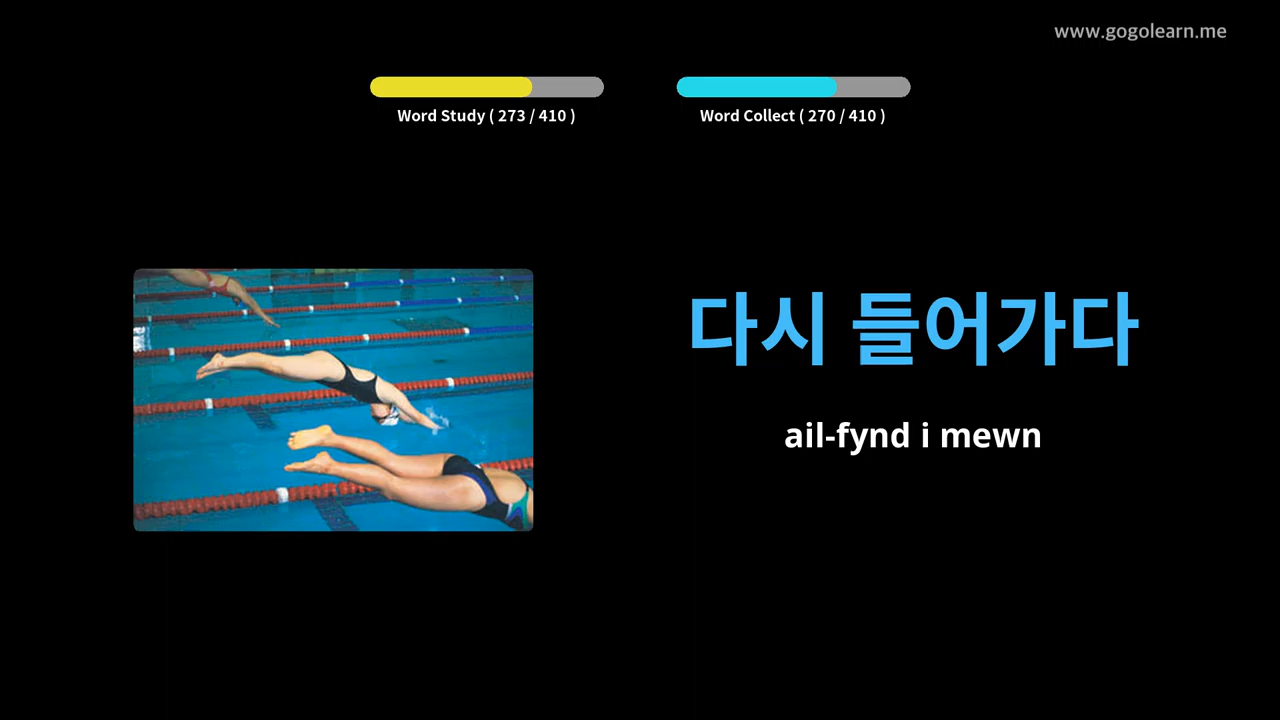 www.gogolearn.me
Word Study ( 273 / 410 )
Word Collect ( 270 / 410 )
다시 들어가다
ail-fynd i mewn